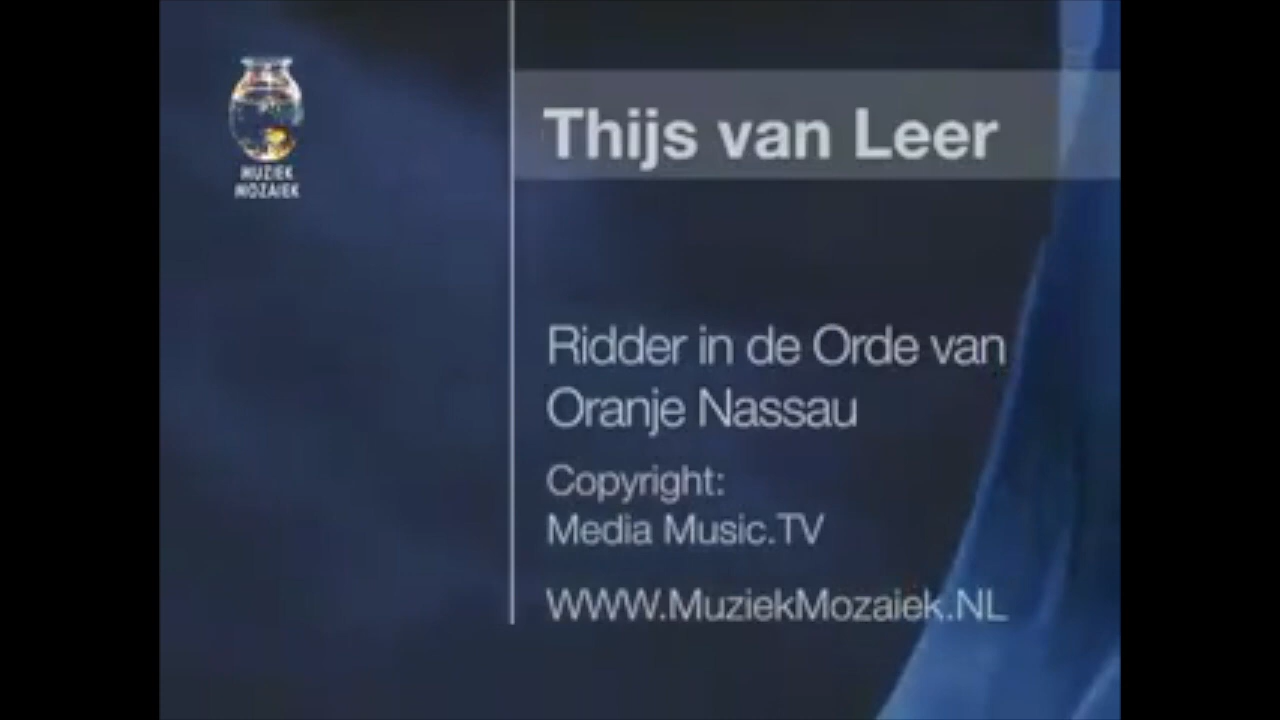 MUZIEK
MOZAIEK
Thijs van Leer
Ridder in de Orde van
Oranje Nassau
Copyright:
Media Music.TV
WWW.MuziekMozaiek.NL